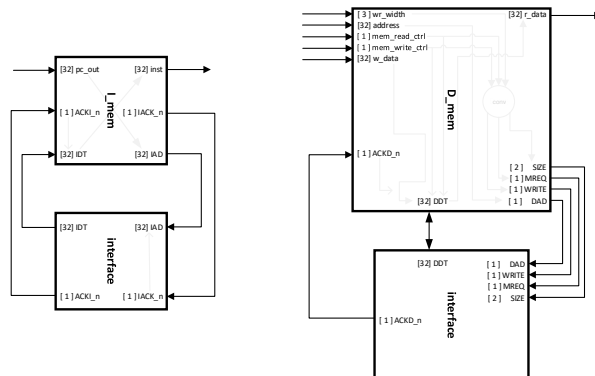 [32] pc_out [32] inst
I_mem
[ 1 ] ACKI_n [ 1 ] IACK_n
[32] IDT [32] IAD
[32] IDT [32] IAD
interface
[ 1 ] ACKI_n [ 1 ] IACK_n
[ 3 ] wr_width [32] r_data
[32] address
[ 1 ] mem_read_ctrl
[ 1 ] mem_write_ctrl
[32] w_data
D_mem
[ 1 ] ACKD_n
[ 2 ] SIZE
[ 1 ] MREQ
[ 1 ] WRITE
[32] DDT [ 1 ] DAD
[32] DDT [ 1 ] DAD
[ 1 ] WRITE
[ 1 ] MREQ
[ 2 ] SIZE
interface
[ 1 ] ACKD_n